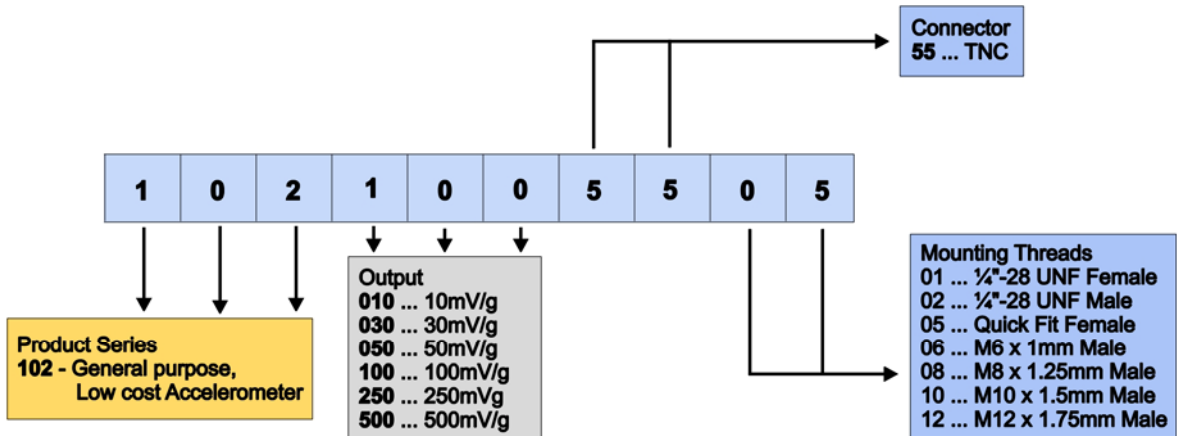 Connector
55 ... TNC
1 0 2 1 0 0 5 5 0 5
Product Series
102 - General purpose,
Low cost Accelerometer
Output
010 ... 10mV/g
030 ... 30mV/g
050 ... 50mV/g
100 ... 100mV/g
250 ... 250mVg
500 ... 500mV/g
Mounting Threads
01 ... ¼"-28 UNF Female
02 ... ¼"-28 UNF Male
05 ... Quick Fit Female
06 ... M6 x 1mm Male
08 ... M8 x 1.25mm Male
10 ... M10 x 1.5mm Male
12 ... M12 x 1.75mm Male